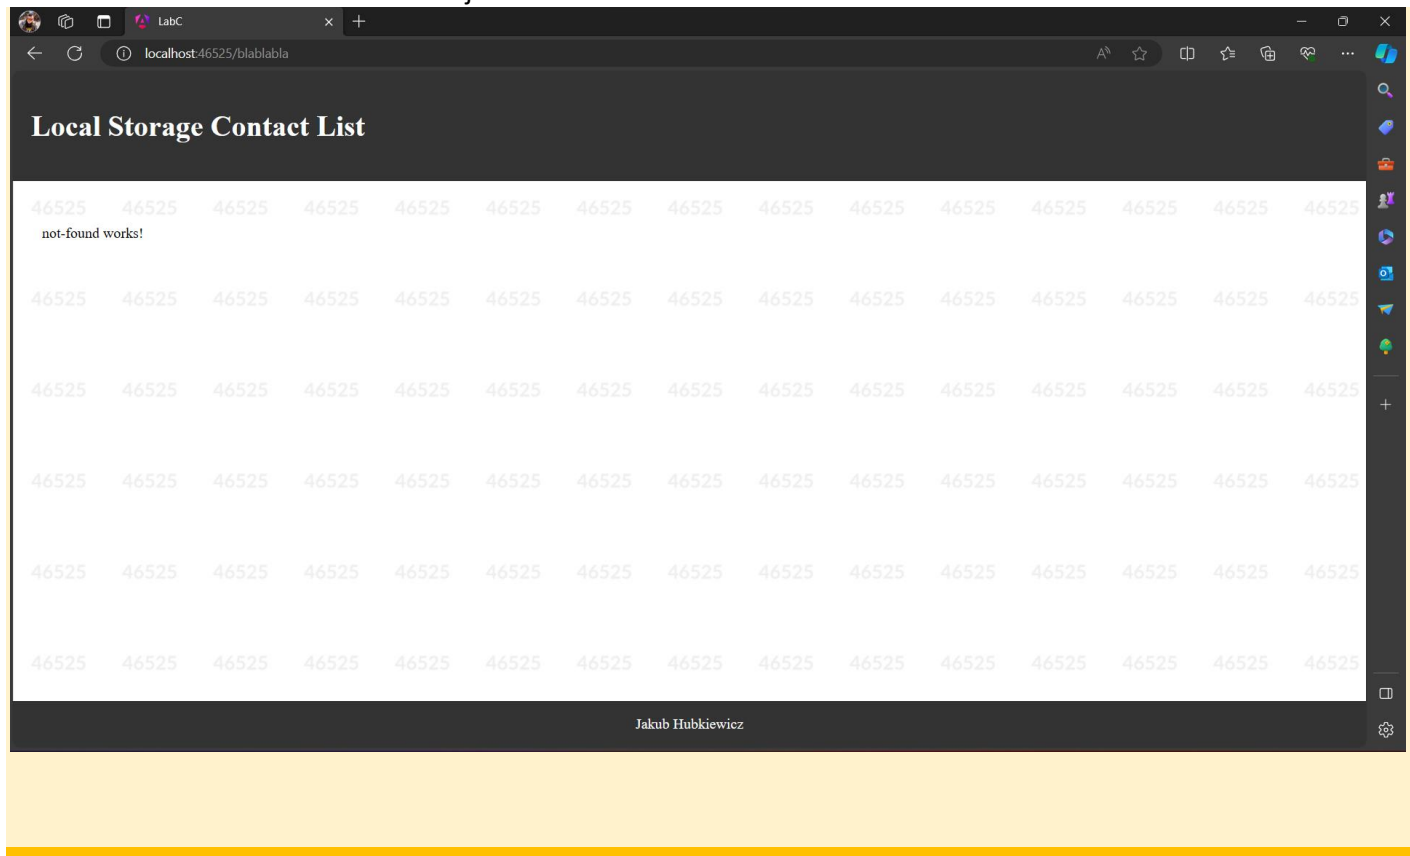 LabC
localhost:46525/blablabla
Local Storage Contact List
46525 46525 46525 46525 46525 46525 46525 46525 46525 46525 46525 46525 46525 46525 46525
not-found works!
46525 46525 46525 46525 46525 46525 46525 46525 46525 46525 46525 46525 46525 46525 46525
46525 46525 46525 46525 46525 46525 46525 46525 46525 46525 46525 46525 46525 46525 46525
46525 46525 46525 46525 46525 46525 46525 46525 46525 46525 46525 46525 46525 46525 46525
46525 46525 46525 46525 46525 46525 46525 46525 46525 46525 46525 46525 46525 46525 46525
46525 46525 46525 46525 46525 46525 46525 46525 46525 46525 46525 46525 46525 46525 46525
Jakub Hubkiewicz